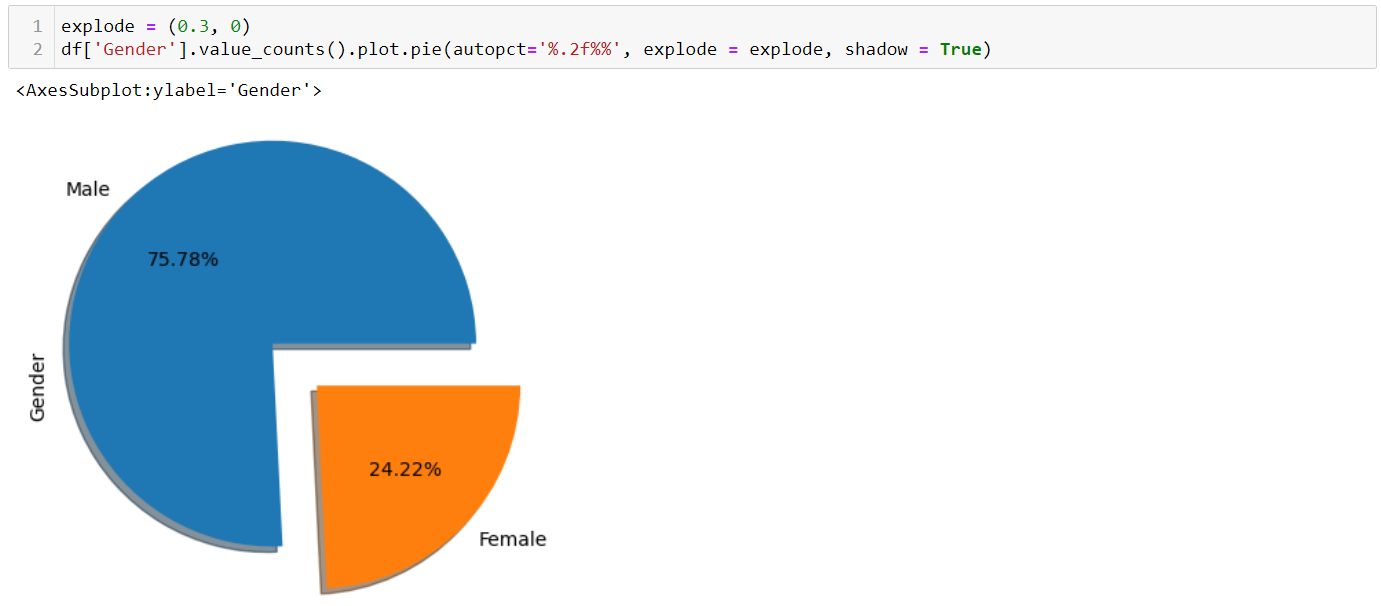 1 explode = (0.3, 0)
2 df['Gender'].value_counts().plot.pie(autopct='%.2f%%', explode = explode, shadow = True)
<AxesSubplot:ylabel='Gender'>
Male
75.78%
Gender
24.22%
Female